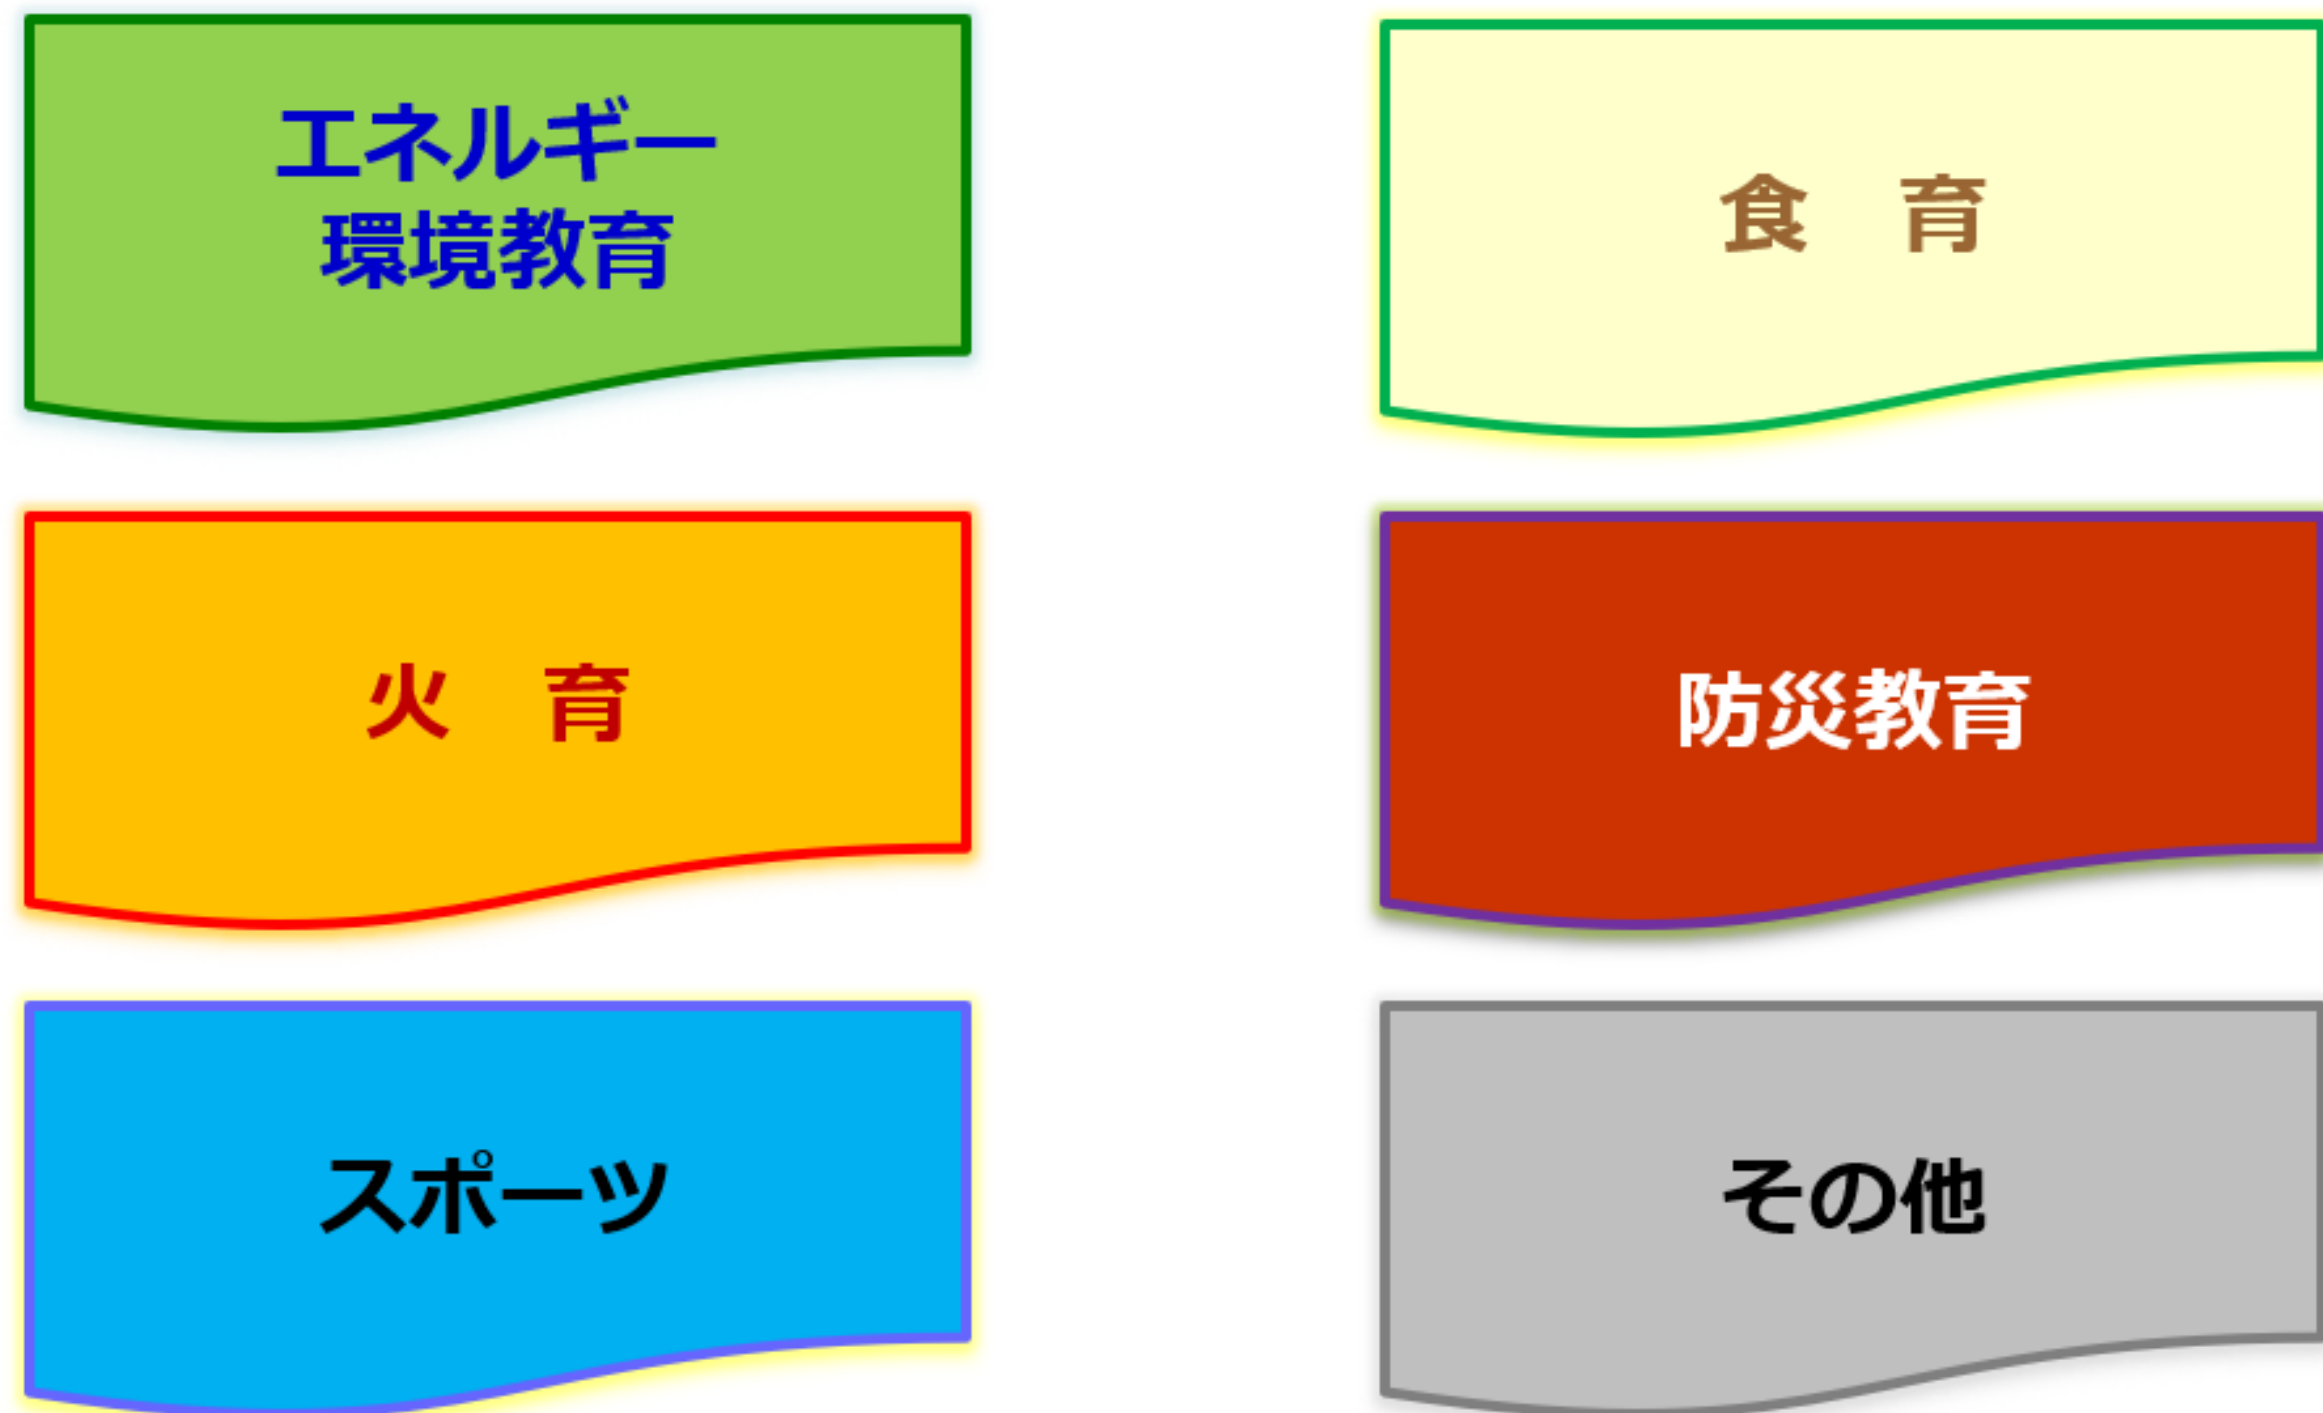 エネルギー
環境教育
食　育
火　育
防災教育
スポーツ
その他